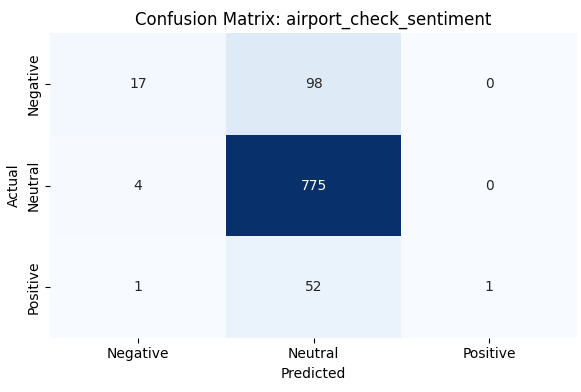 Confusion Matrix: airport_check_sentiment
Actual
Negative
17 98 0
Neutral
4 775 0
Positive
1 52 1
Negative Neutral Positive
Predicted